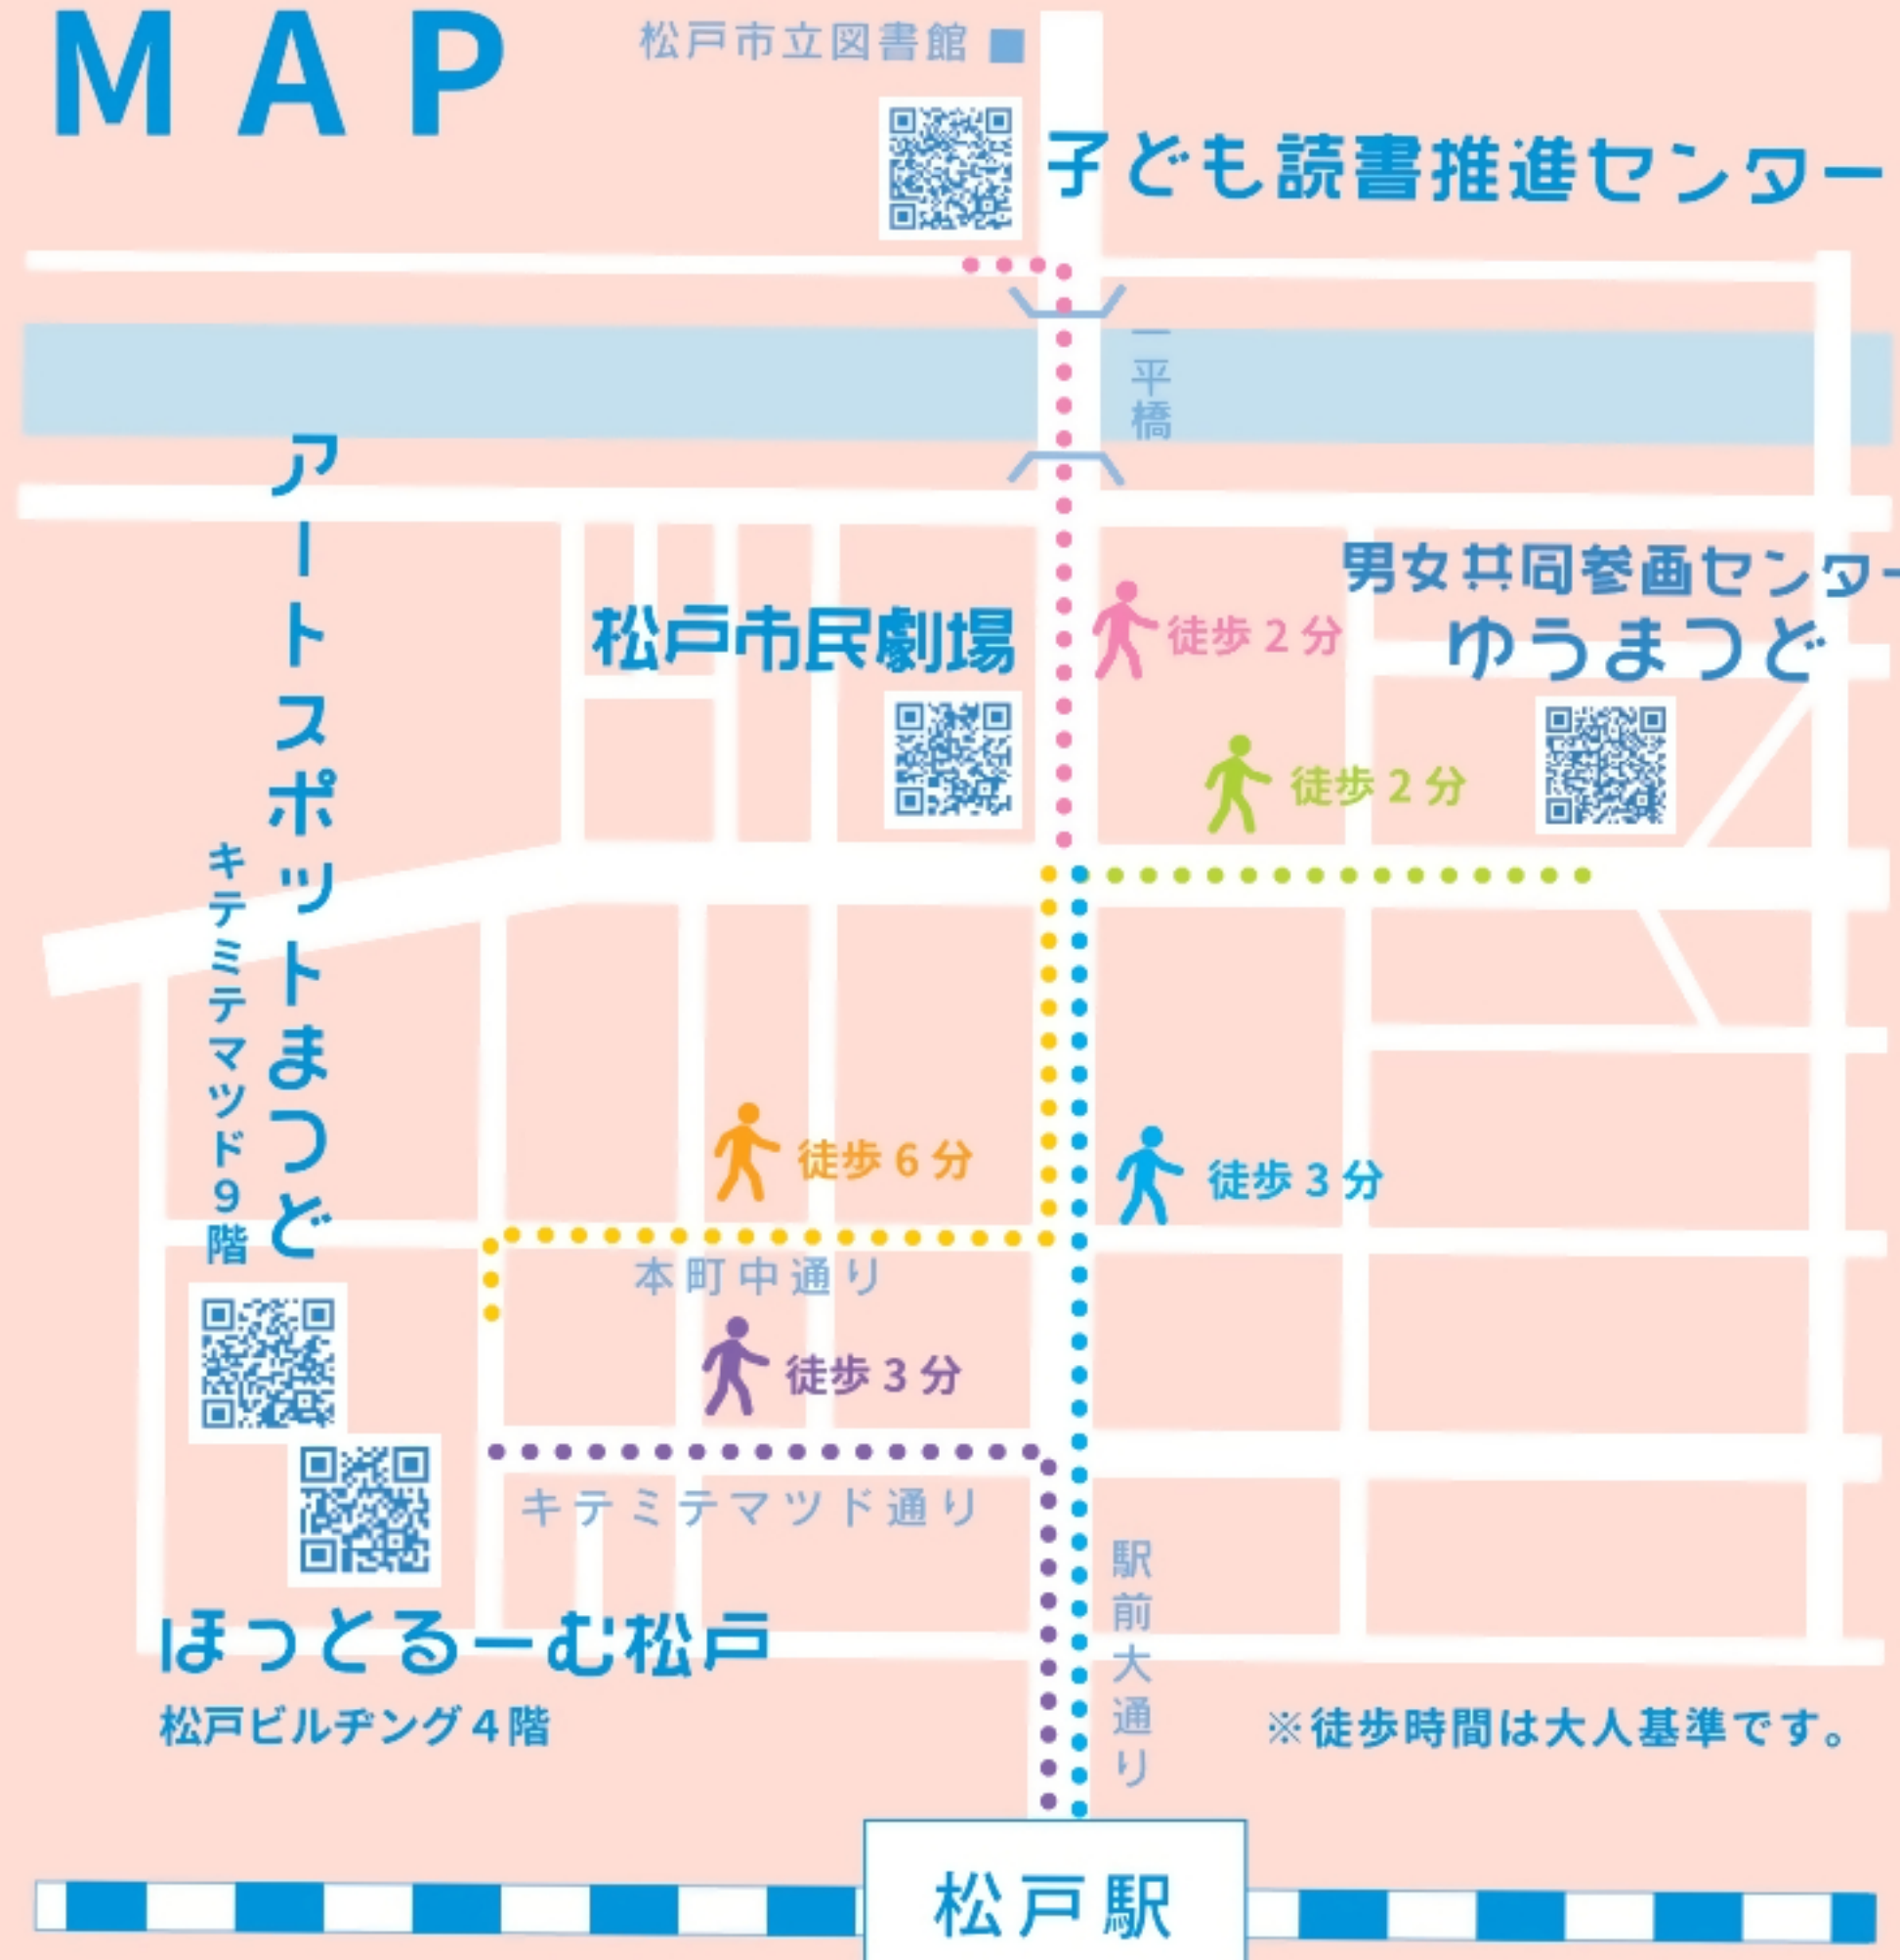 MAP
松戸市立図書館
子ども読書推進センター
一平橋
男女共同参画センター
ゆうまつど
松戸市民劇場
徒歩2分
徒歩2分
アートスポットまつど
キテミテマツド9階
徒歩6分
徒歩3分
本町中通り
徒歩3分
キテミテマツド通り
駅前大通り
ほっとるーむ松戸
松戸ビルヂング4階
※徒歩時間は大人基準です。
松戸駅